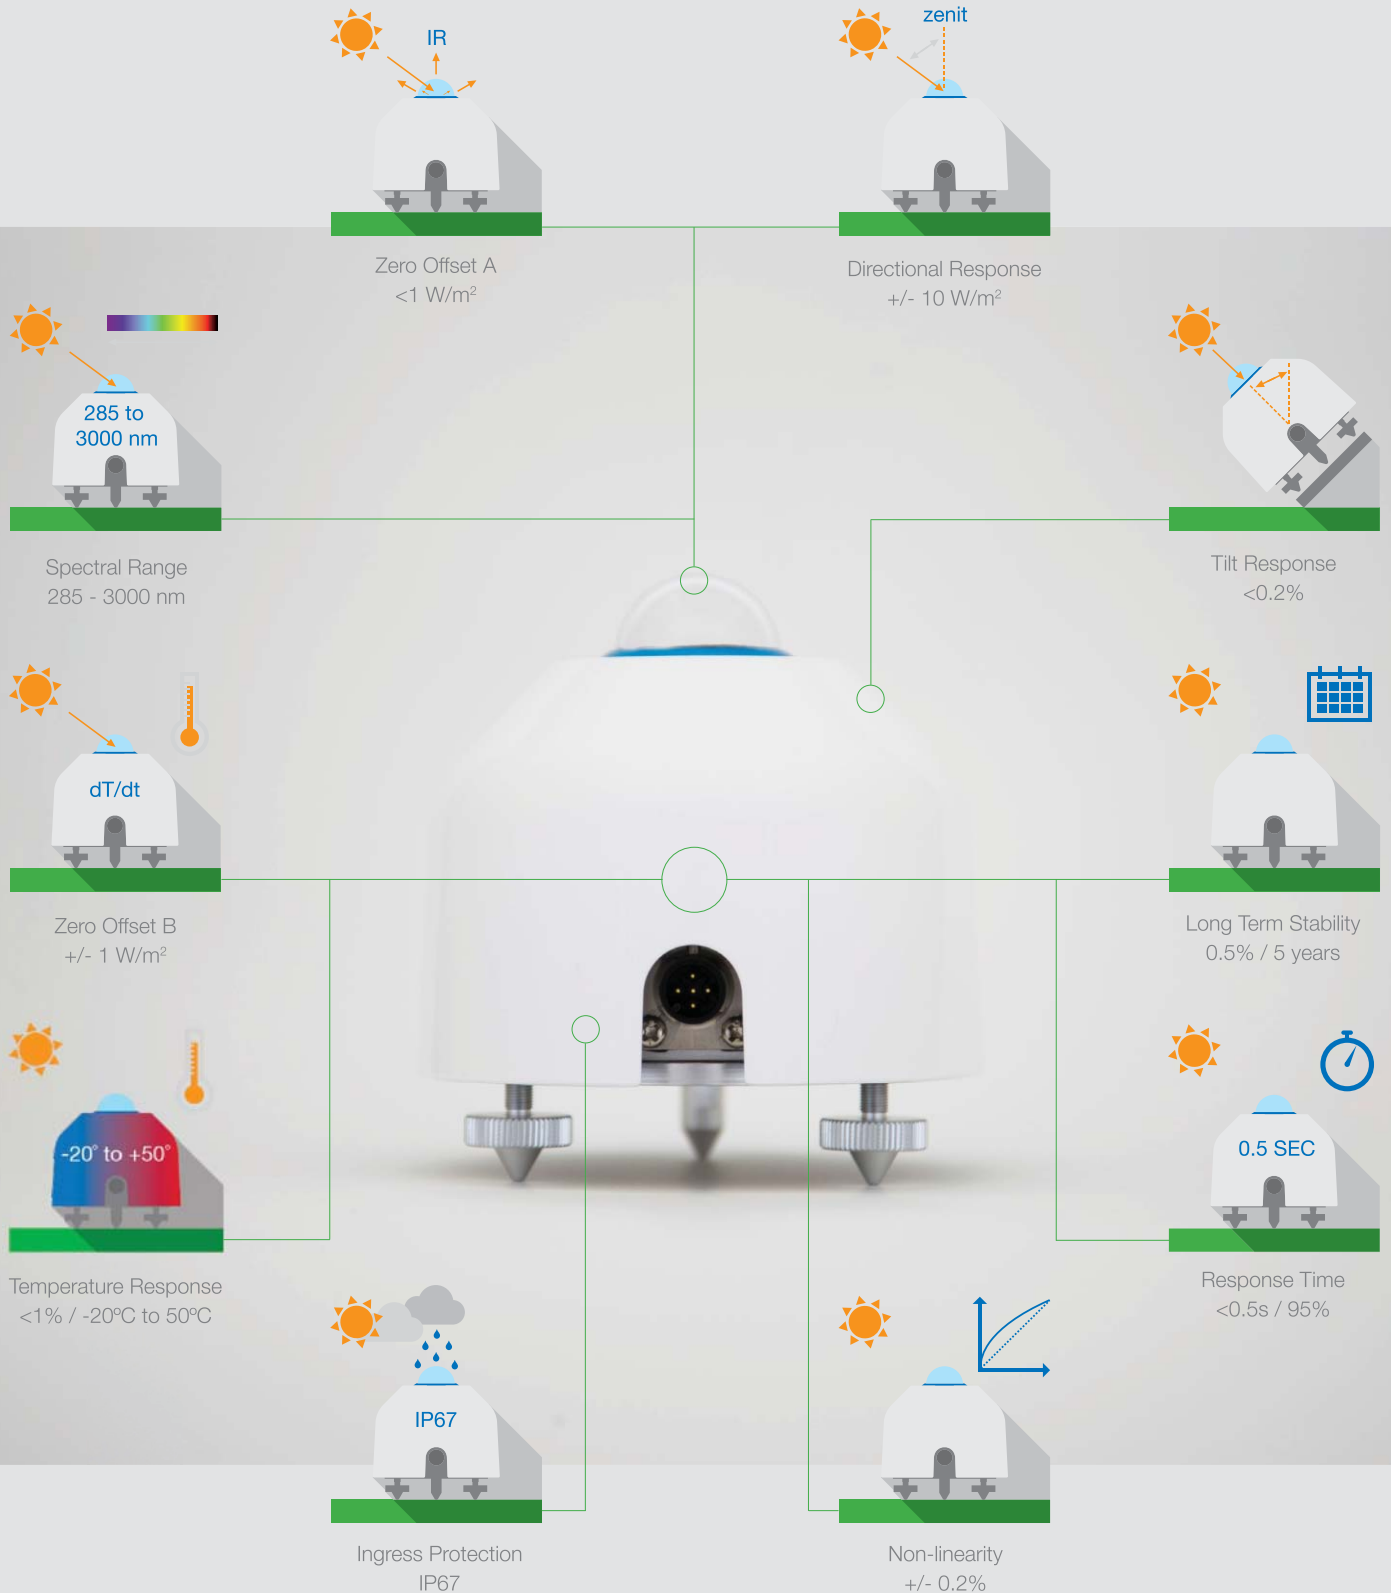 IR
zenit
Zero Offset A
<1 W/m²
Directional Response
+/- 10 W/m²
285 to
3000 nm
Spectral Range
285 - 3000 nm
Tilt Response
<0.2%
dT/dt
Zero Offset B
+/- 1 W/m²
Long Term Stability
0.5% / 5 years
-20° to +50°
Temperature Response
<1% / -20ºC to 50ºC
0.5 SEC
Response Time
<0.5s / 95%
IP67
Ingress Protection
IP67
Non-linearity
+/- 0.2%